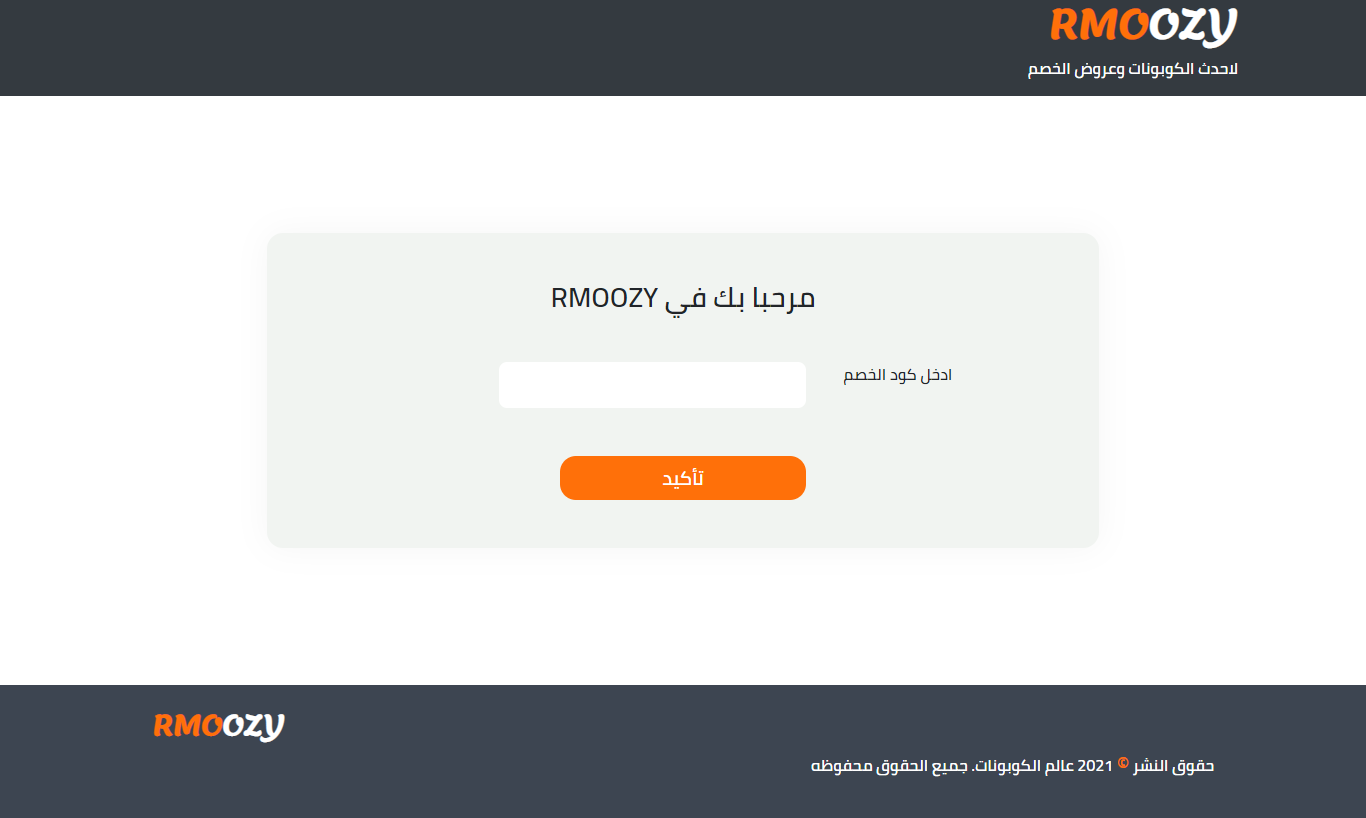 RMOOZY
لاحدث الكوبونات وعروض الخصم
مرحبا بك في RMOOZY
ادخل كود الخصم
تأكيد
RMOOZY
حقوق النشر © 2021 عالم الكوبونات. جميع الحقوق محفوظه